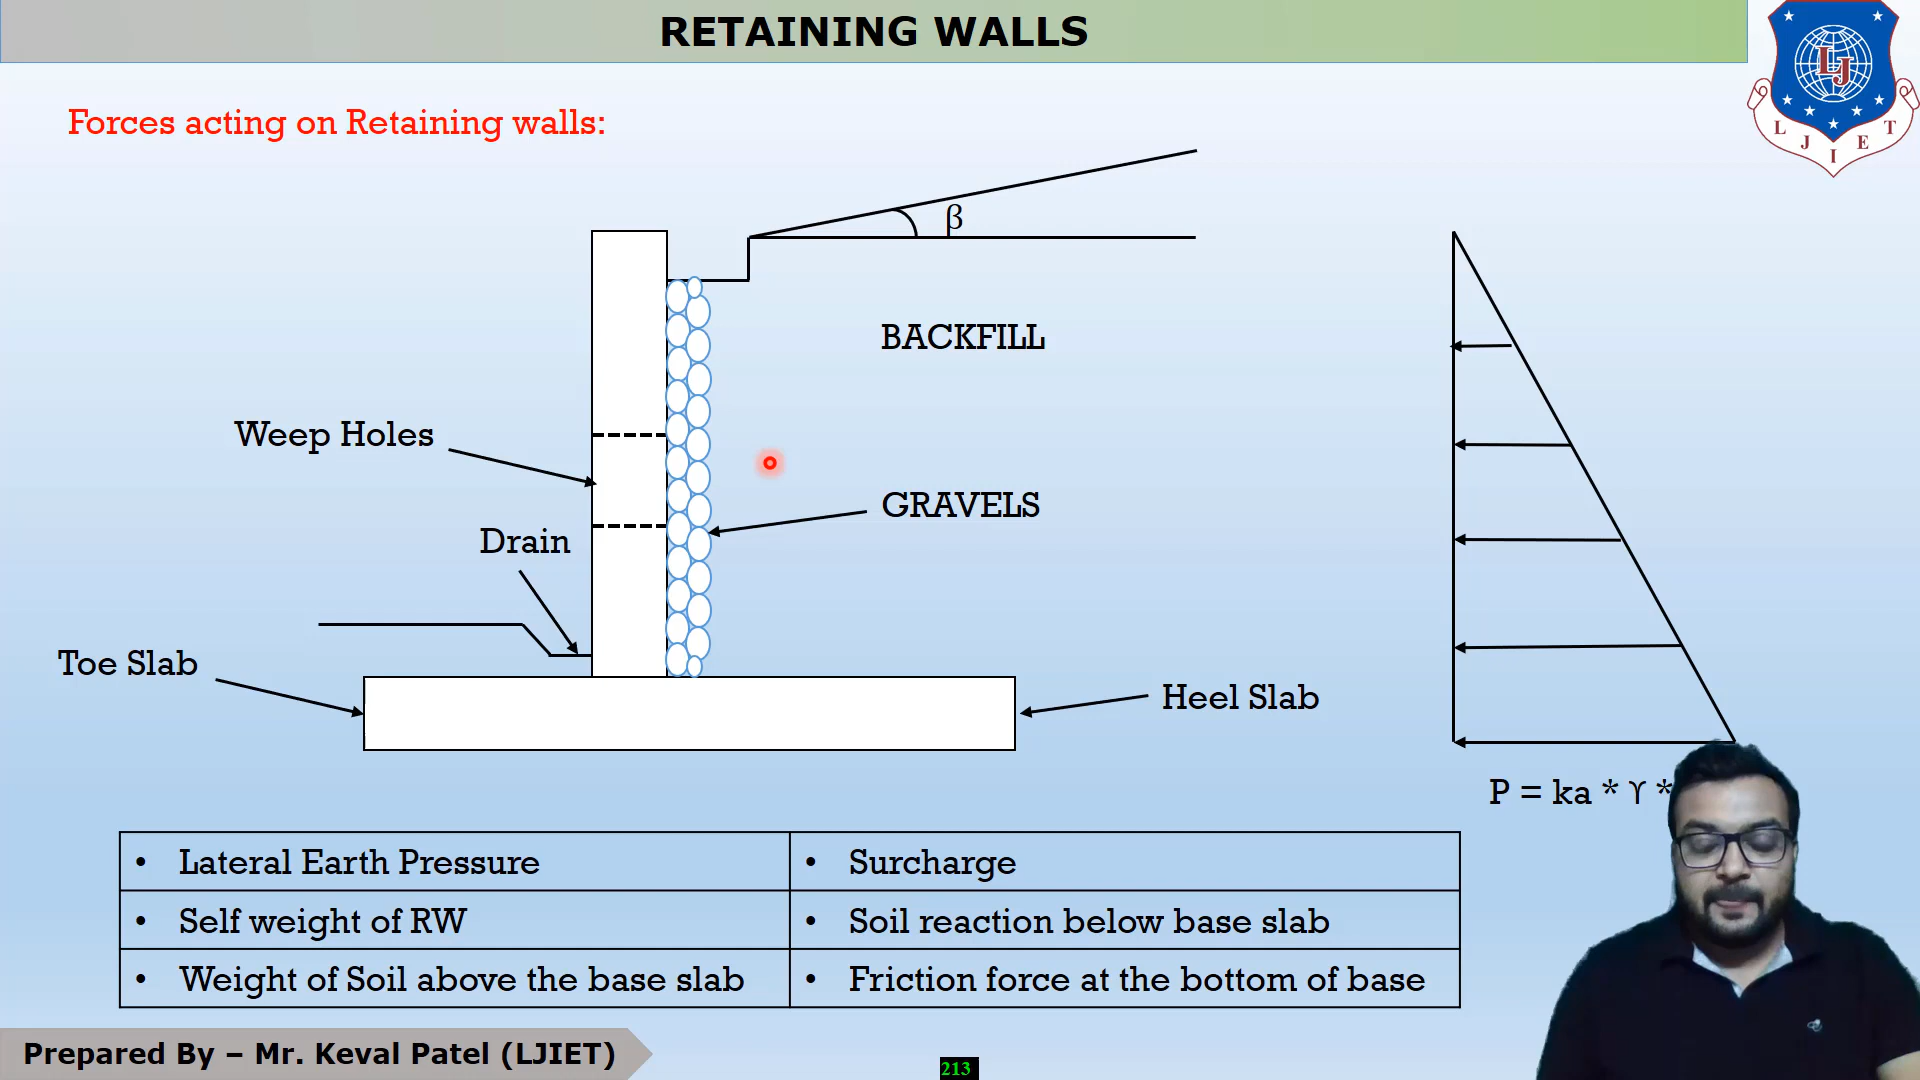 RETAINING WALLS
LJ
L J I E T
Forces acting on Retaining walls:
β
BACKFILL
Weep Holes
GRAVELS
Drain
Toe Slab
Heel Slab
P = ka * ϒ *
• Lateral Earth Pressure
• Surcharge
• Self weight of RW
• Soil reaction below base slab
• Weight of Soil above the base slab
• Friction force at the bottom of base
Prepared By – Mr. Keval Patel (LJIET)
213